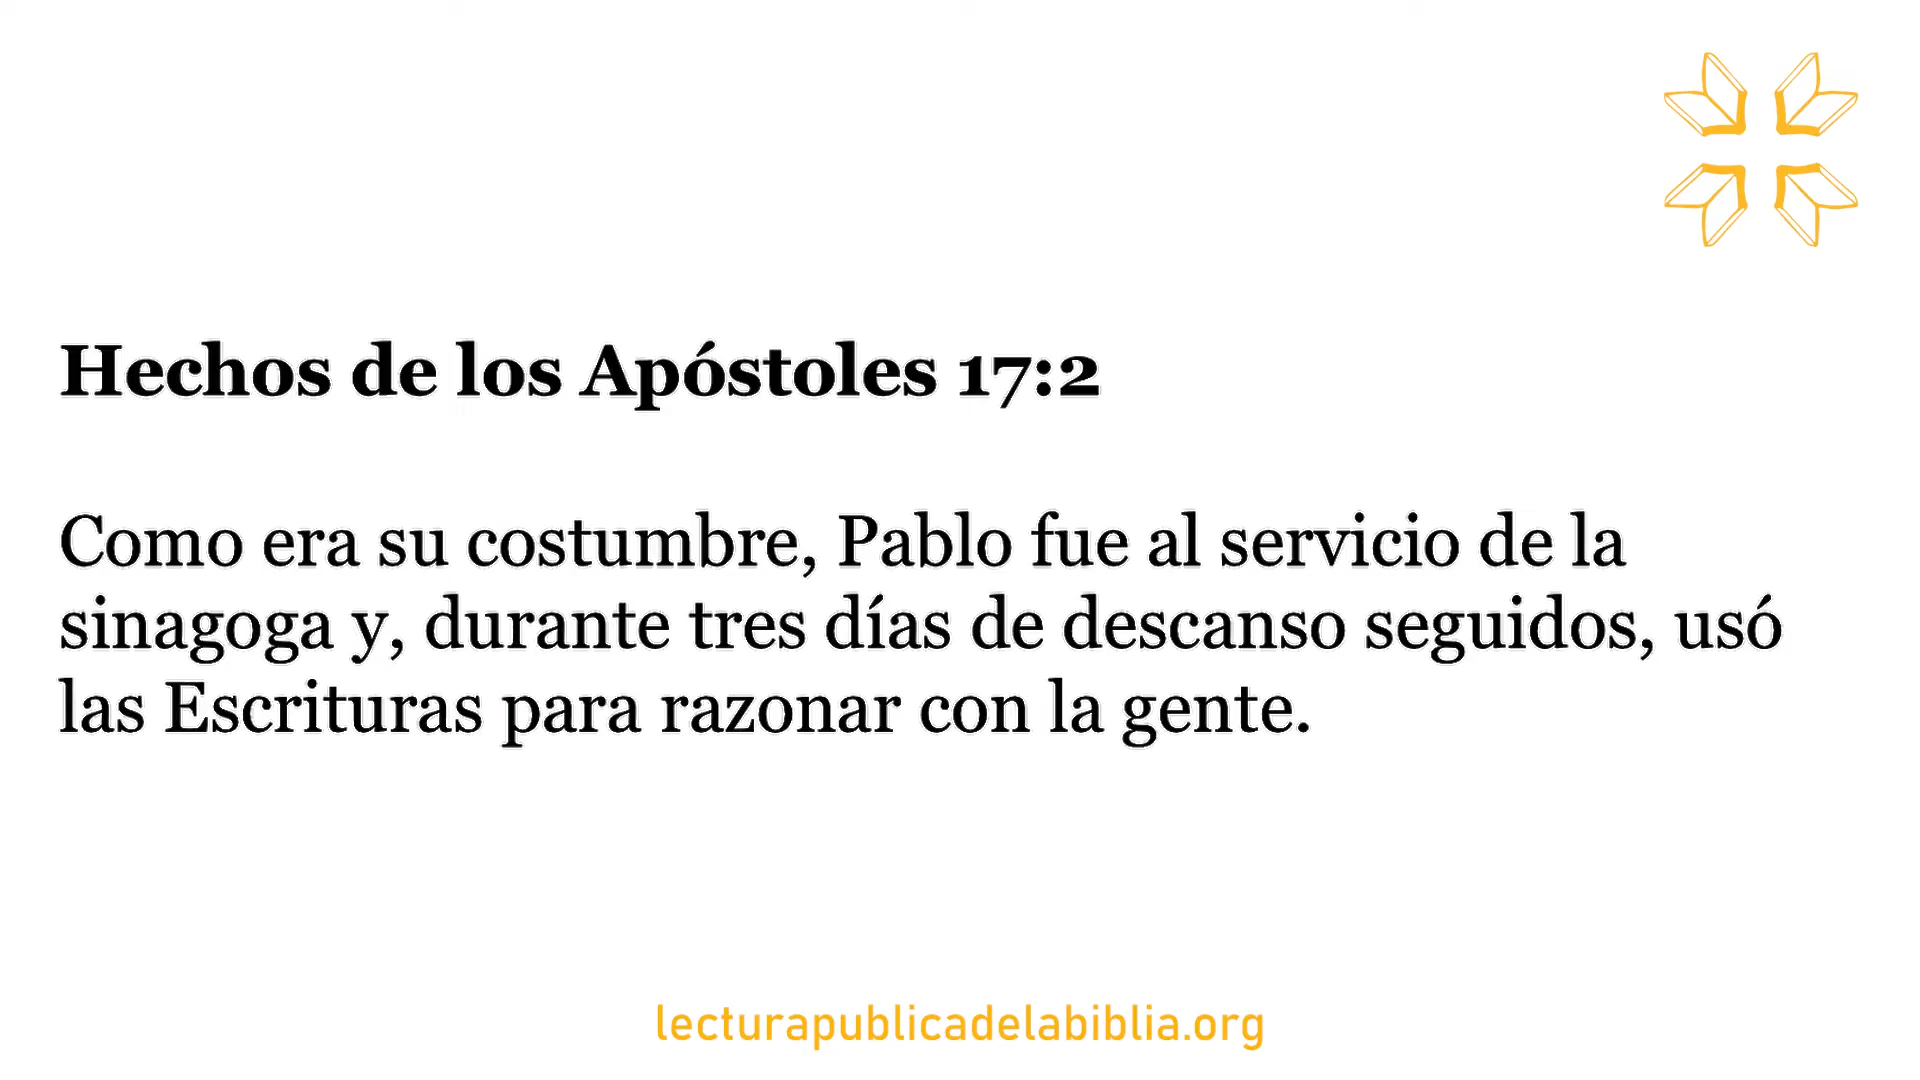 Hechos de los Apóstoles 17:2
Como era su costumbre, Pablo fue al servicio de la
sinagoga y, durante tres días de descanso seguidos, usó
las Escrituras para razonar con la gente.
lecturapublicadelabiblia.org